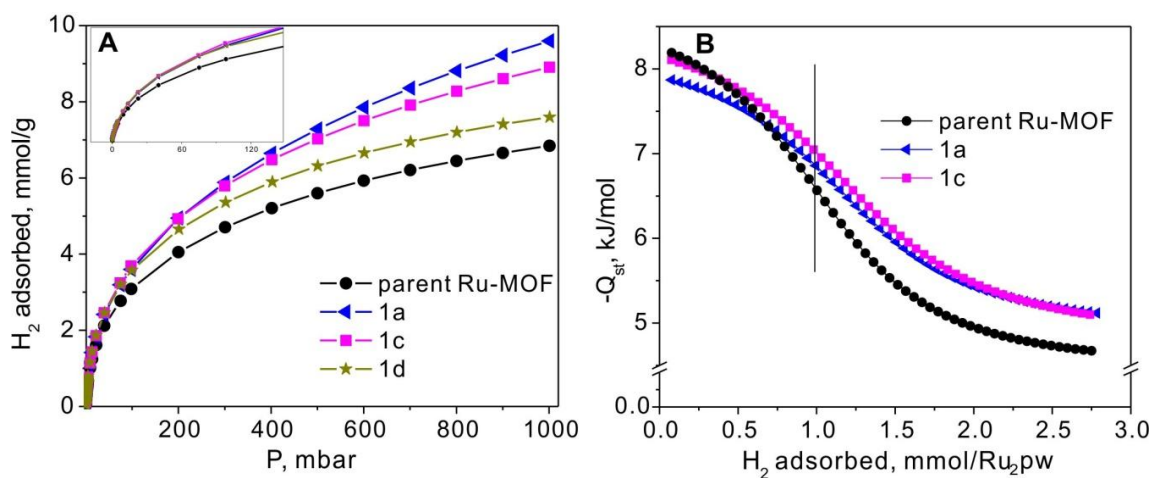 A
10
8
6
4
2
0
H₂ adsorbed, mmol/g
0 60 120
parent Ru-MOF
1a
1c
1d
200 400 600 800 1000
P, mbar
B
8
7
6
5
0.0
-Qst, kJ/mol
parent Ru-MOF
1a
1c
0.0 0.5 1.0 1.5 2.0 2.5 3.0
H₂ adsorbed, mmol/Ru₂pw